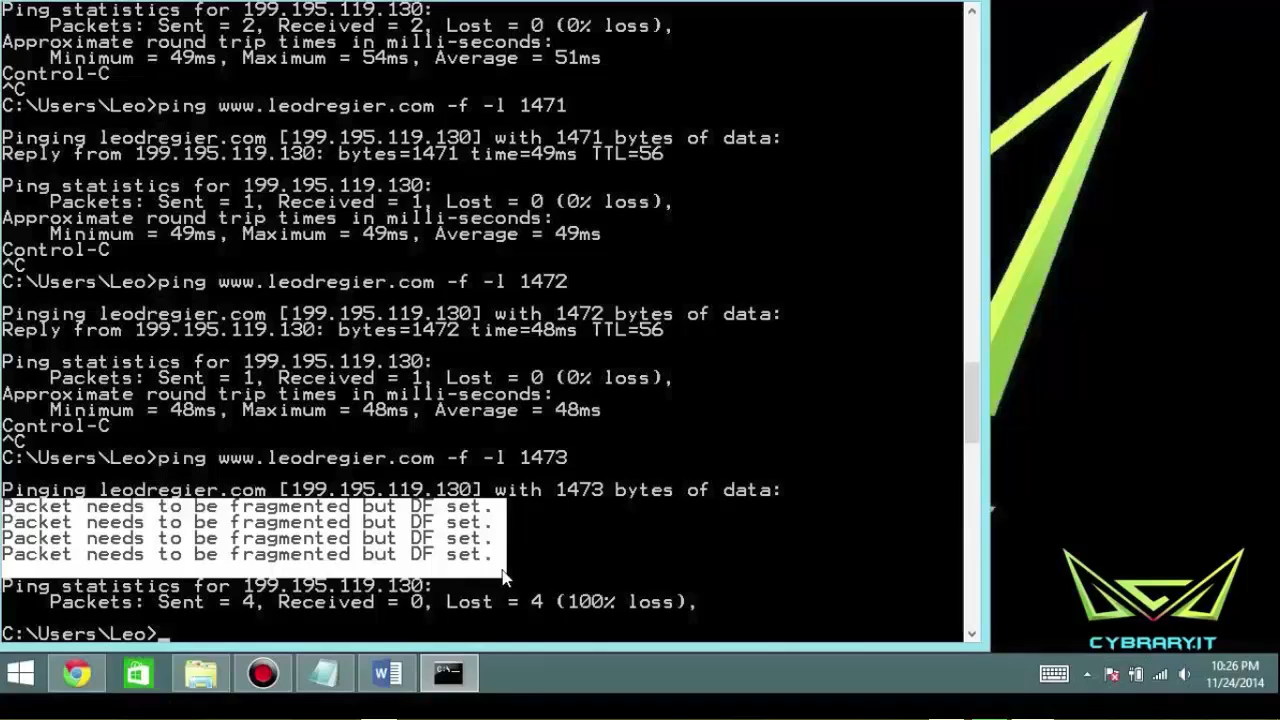 Ping statistics for 199.195.119.130:
    Packets: Sent = 2, Received = 2, Lost = 0 (0% loss),
Approximate round trip times in milli-seconds:
    Minimum = 49ms, Maximum = 54ms, Average = 51ms
Control-C
^C
C:\Users\Leo>ping www.leodregier.com -f -l 1471
Pinging leodregier.com [199.195.119.130] with 1471 bytes of data:
Reply from 199.195.119.130: bytes=1471 time=49ms TTL=56
Ping statistics for 199.195.119.130:
    Packets: Sent = 1, Received = 1, Lost = 0 (0% loss),
Approximate round trip times in milli-seconds:
    Minimum = 49ms, Maximum = 49ms, Average = 49ms
Control-C
^C
C:\Users\Leo>ping www.leodregier.com -f -l 1472
Pinging leodregier.com [199.195.119.130] with 1472 bytes of data:
Reply from 199.195.119.130: bytes=1472 time=48ms TTL=56
Ping statistics for 199.195.119.130:
    Packets: Sent = 1, Received = 1, Lost = 0 (0% loss),
Approximate round trip times in milli-seconds:
    Minimum = 48ms, Maximum = 48ms, Average = 48ms
Control-C
^C
C:\Users\Leo>ping www.leodregier.com -f -l 1473
Pinging leodregier.com [199.195.119.130] with 1473 bytes of data:
Packet needs to be fragmented but DF set.
Packet needs to be fragmented but DF set.
Packet needs to be fragmented but DF set.
Packet needs to be fragmented but DF set.
Ping statistics for 199.195.119.130:
    Packets: Sent = 4, Received = 0, Lost = 4 (100% loss),
C:\Users\Leo>_
CYBRARY.IT
10:26 PM
11/24/2014